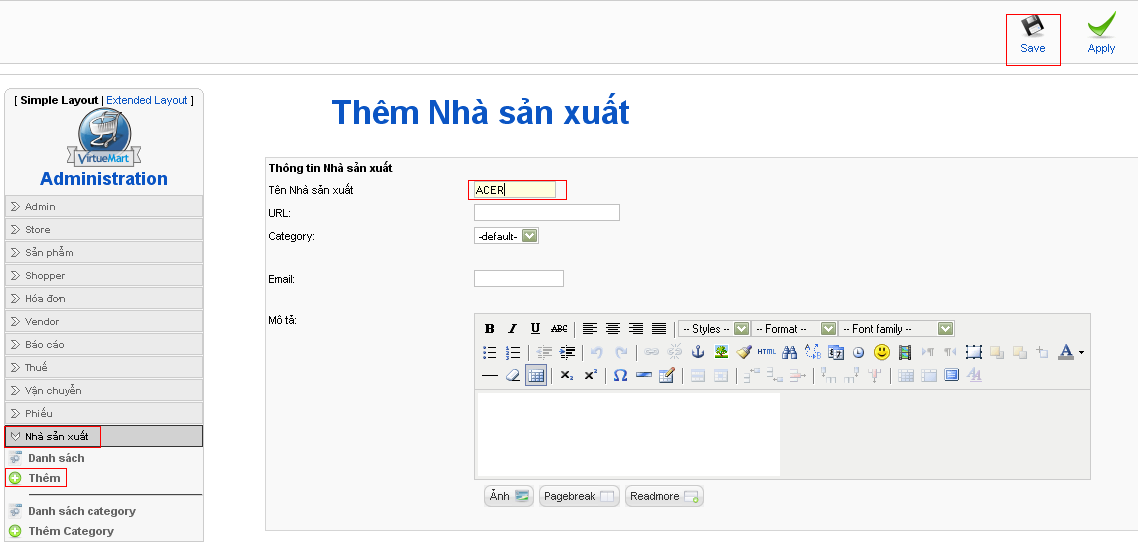 Save
Apply
[ Simple Layout | Extended Layout ]
VirtueMart
Administration
Admin
Store
Sản phẩm
Shopper
Hóa đơn
Vendor
Báo cáo
Thuế
Vận chuyển
Phiếu
Nhà sản xuất
Danh sách
Thêm
Danh sách category
Thêm Category
Thêm Nhà sản xuất
Thông tin Nhà sản xuất
Tên Nhà sản xuất ACER
URL:
Category: -default-
Email:
Mô tả:
B I U ABC -- Styles -- -- Format -- -- Font family --
HTML A
x₂ x² Ω
Ảnh Pagebreak Readmore